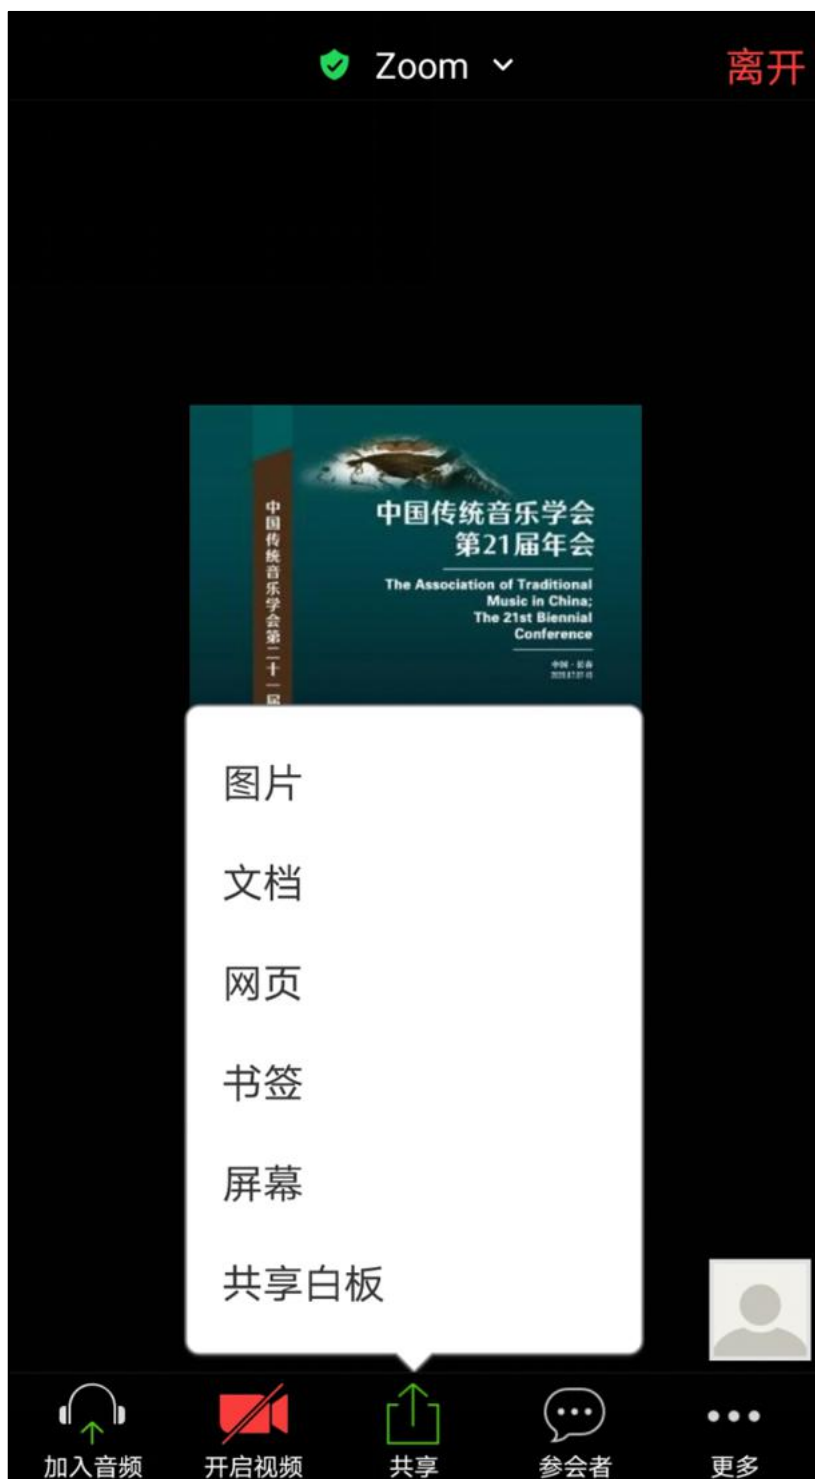 Zoom
离开
中国传统音乐学会第二十一届
中国传统音乐学会
第21届年会
The Association of Traditional
Music in China;
The 21st Biennial
Conference
图片
文档
网页
书签
屏幕
共享白板
加入音频
开启视频
共享
参会者
更多